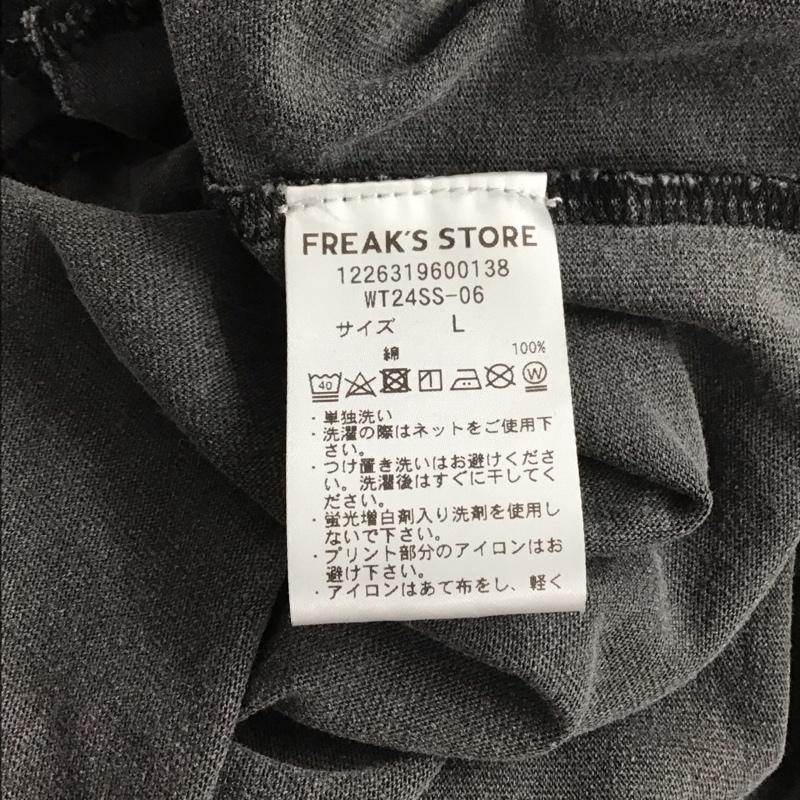 FREAK'S STORE
1226319600138
WT24SS-06
サイズ L
綿 100%
40 W
・単独洗い
・洗濯の際はネットをご使用下
さい。
・つけ置き洗いはお避けくださ
い。洗濯後はすぐに干してく
ださい。
・蛍光増白剤入り洗剤を使用し
ないで下さい。
・プリント部分のアイロンはお
避け下さい。
・アイロンはあて布をし、軽く